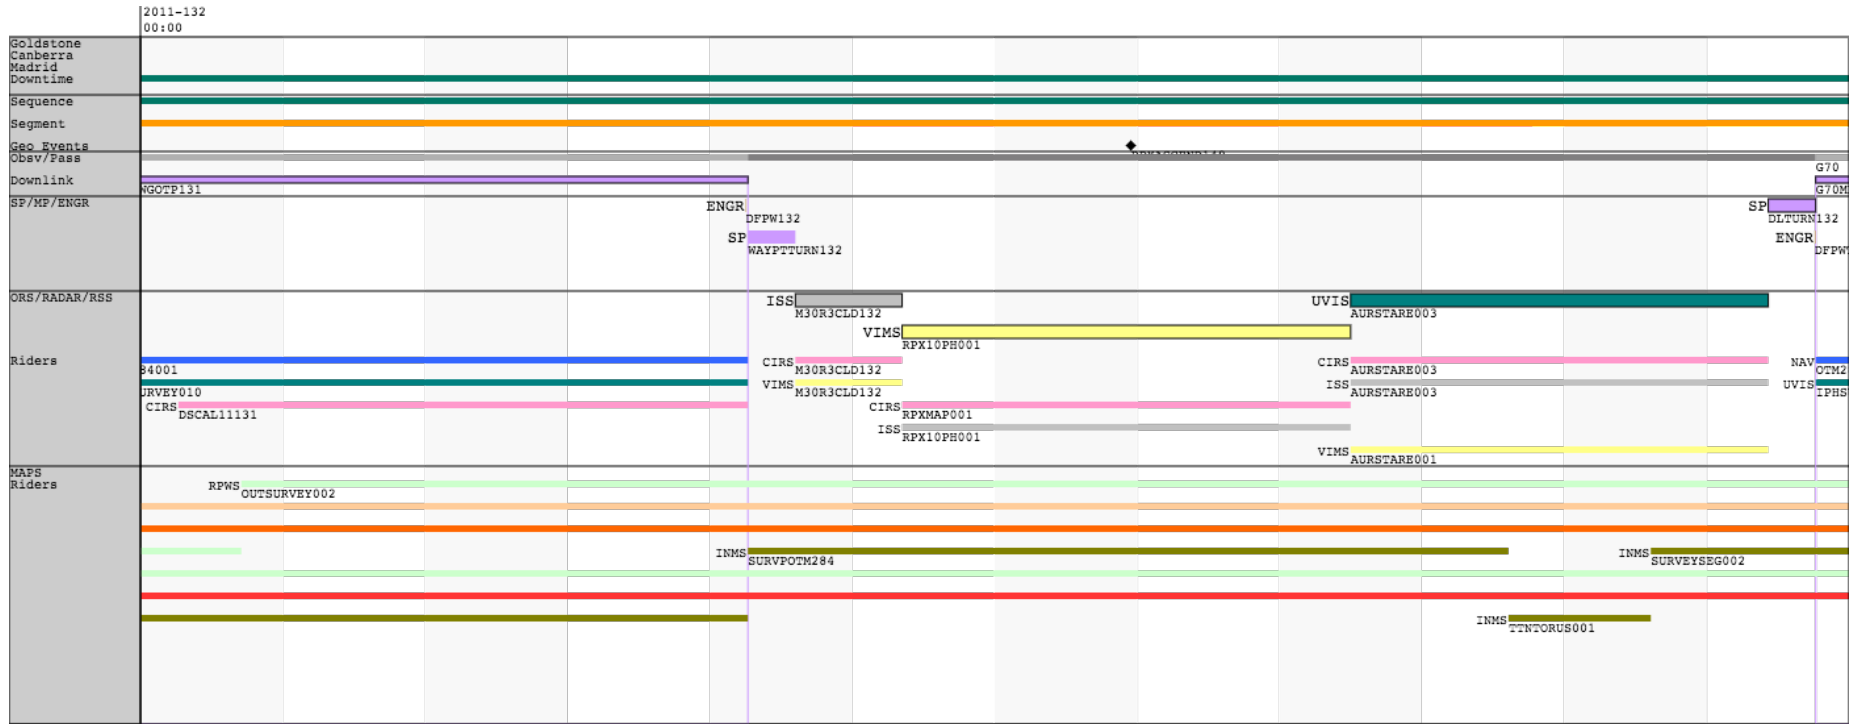 2011-132
00:00
Goldstone
Canberra
Madrid
Downtime
Sequence
Segment
Geo Events
Obsv/Pass
G70
Downlink
NGOTP131
G70M
SP/MP/ENGR
ENGR
DFPW132
SP
DLTURN132
SP
WAYPTTURN132
ENGR
DFPW
ORS/RADAR/RSS
ISS
M30R3CLD132
UVIS
AURSTARE003
VIMS
RPX10PH001
Riders
84001
CIRS
M30R3CLD132
CIRS
AURSTARE003
NAV
OTM2
URVEY010
VIMS
M30R3CLD132
ISS
AURSTARE003
UVIS
IPHS
CIRS
DSCAL11131
CIRS
RPXMAP001
ISS
RPX10PH001
VIMS
AURSTARE001
MAPS
Riders
RPWS
OUTSURVEY002
INMS
SURVPOTM284
INMS
SURVEYSEG002
INMS
TTNTORUS001